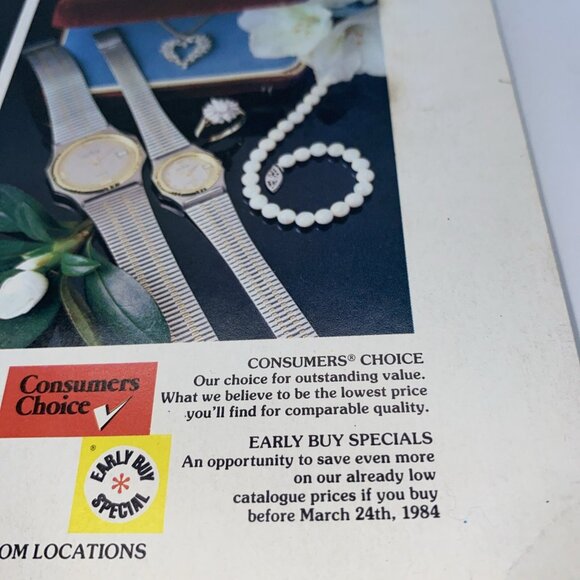 Consumers
Choice
CONSUMERS® CHOICE
Our choice for outstanding value.
What we believe to be the lowest price
you'll find for comparable quality.
® EARLY BUY
SPECIAL
EARLY BUY SPECIALS
An opportunity to save even more
on our already low
catalogue prices if you buy
before March 24th, 1984
OM LOCATIONS